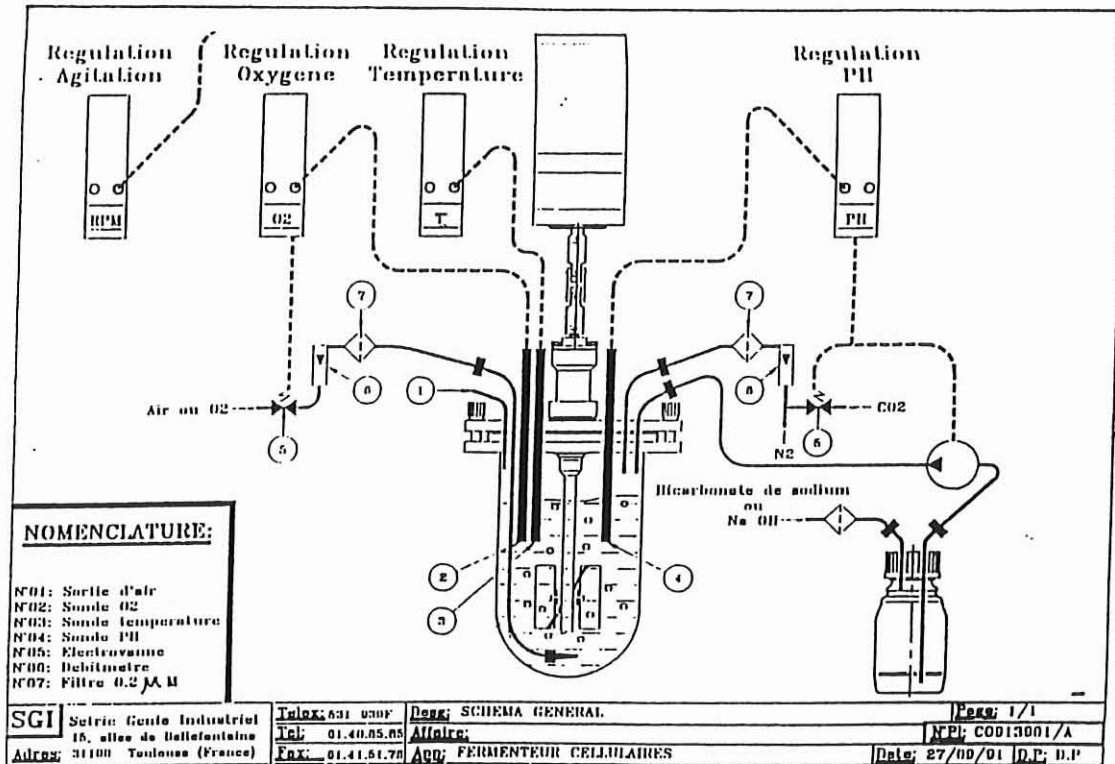 Regulation
Agitation
Regulation
Oxygene
Regulation
Temperature
Regulation
PH
RPM
O2
T.
PH
7
7
6
1
6
Air ou O2
5
CO2
N2
5
Bicarbonate de sodium
ou
Na OH
2
3
4
NOMENCLATURE:
N°01: Sortie d'air
N°02: Sonde O2
N°03: Sonde temperature
N°04: Sonde PH
N°05: Electrovanne
N°06: Debitmetre
N°07: Filtre 0.2 µM
SGI Setric Genie Industriel
15, allee de Bellefontaine
Adres: 31100 Toulouse (France)
Telex: 531 030F
Tel: 01.40.85.85
Fax: 01.41.51.78
Desg: SCHEMA GENERAL
Affaire:
App: FERMENTEUR CELLULAIRES
Page: 1/1
N°Pl: C0013001/A
Date: 27/09/91
D.P: D.P